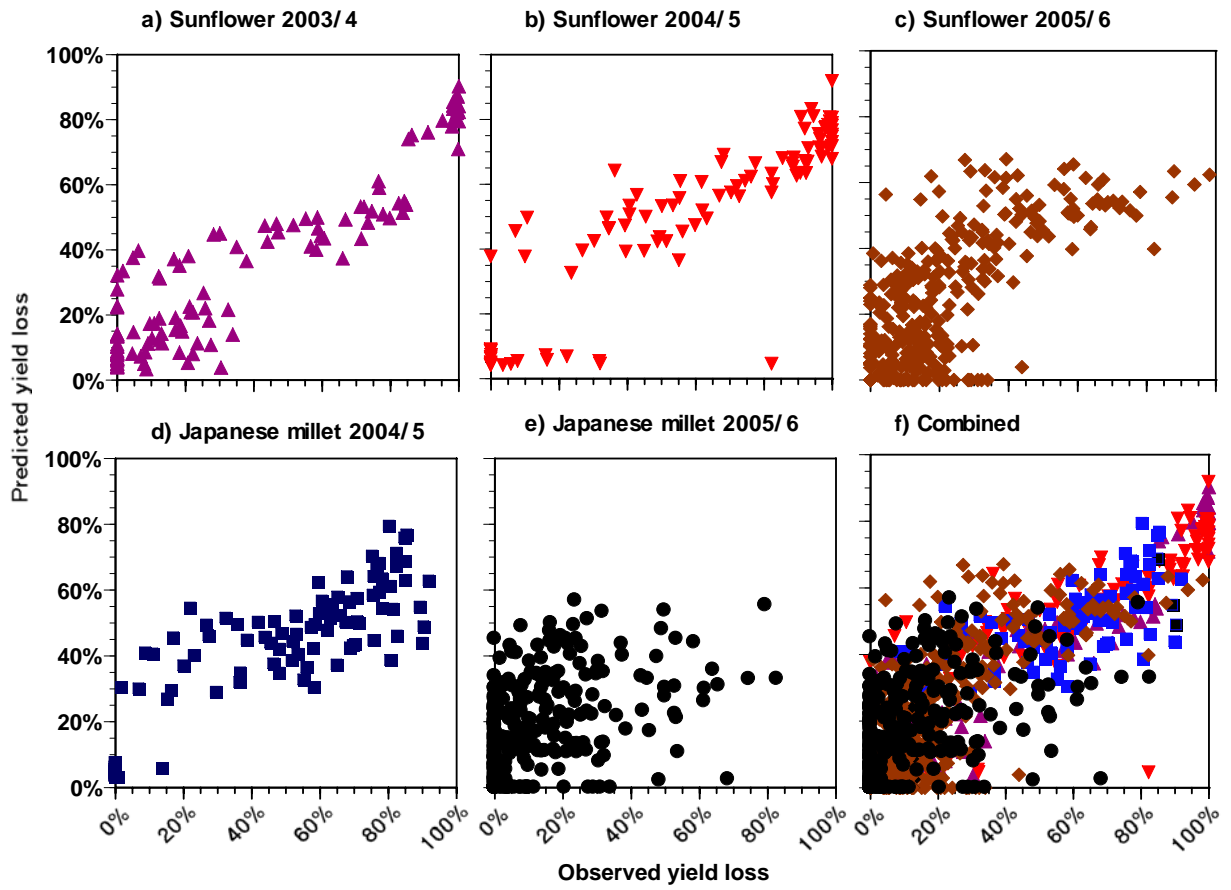 a) Sunflower 2003/ 4
b) Sunflower 2004/ 5
c) Sunflower 2005/ 6
100%
80%
60%
40%
20%
0%
Predicted yield loss
d) Japanese millet 2004/ 5
e) Japanese millet 2005/ 6
f) Combined
100%
80%
60%
40%
20%
0%
0% 20% 40% 60% 80% 100%
0% 20% 40% 60% 80% 100%
0% 20% 40% 60% 80% 100%
Observed yield loss